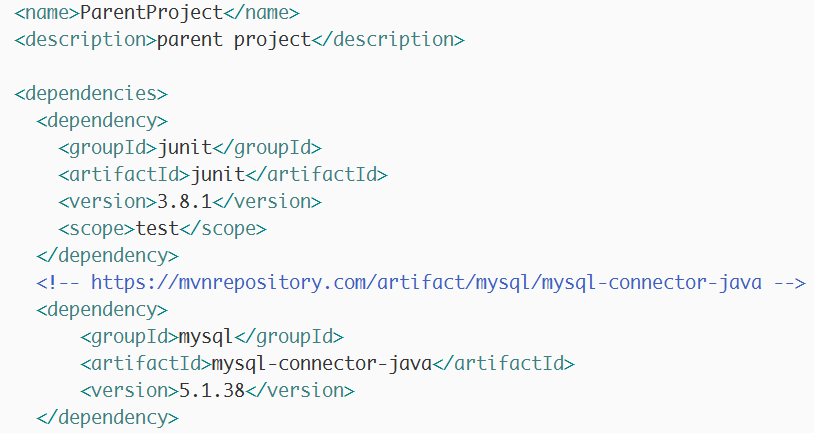 <name>ParentProject</name>
<description>parent project</description>
<dependencies>
<dependency>
<groupId>junit</groupId>
<artifactId>junit</artifactId>
<version>3.8.1</version>
<scope>test</scope>
</dependency>
<!-- https://mvnrepository.com/artifact/mysql/mysql-connector-java -->
<dependency>
<groupId>mysql</groupId>
<artifactId>mysql-connector-java</artifactId>
<version>5.1.38</version>
</dependency>